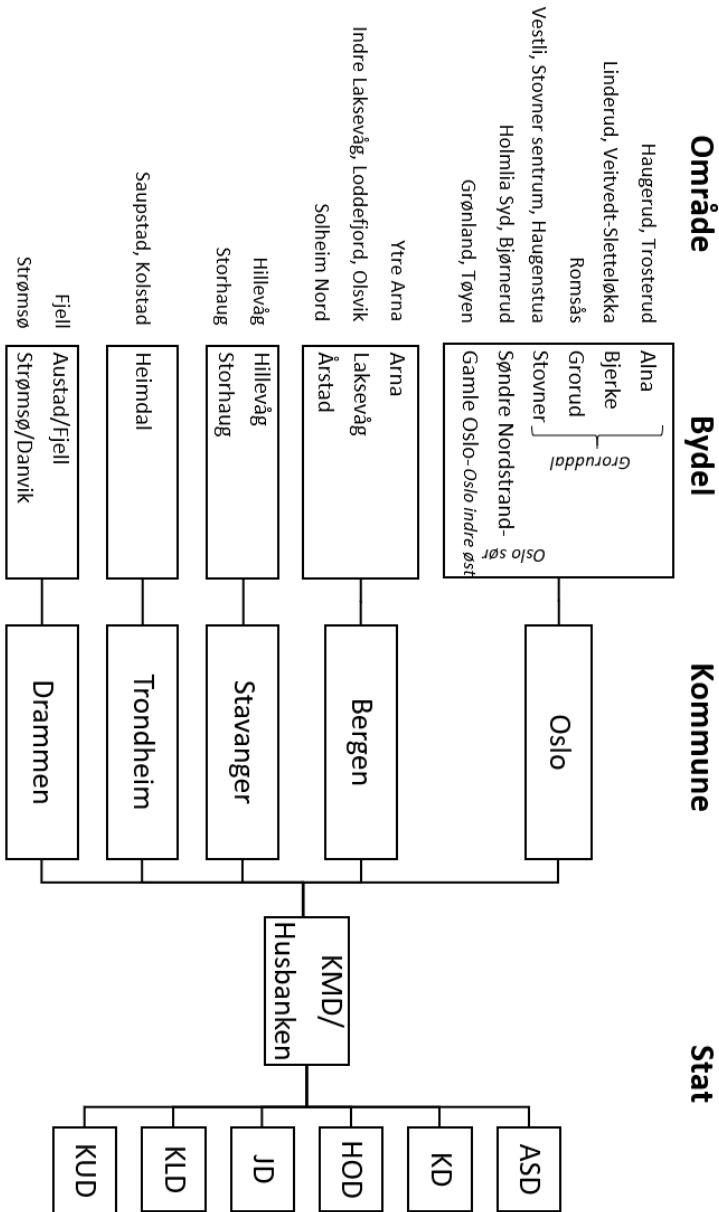 Område
Bydel
Kommune
Stat
Haugerud, Trosterud
Linderud, Veitvedt-Sletteløkka
Romsås
Vestli, Stovner sentrum, Haugenstua
Holmlia Syd, Bjørnerud
Grønland, Tøyen
Alna
Bjerke
Grorud
Stovner
Groruddal
Søndre Nordstrand-
Oslo sør
Gamle Oslo-Oslo indre øst
Oslo
Ytre Arna
Indre Laksevåg, Loddefjord, Olsvik
Solheim Nord
Arna
Laksevåg
Årstad
Bergen
Hillevåg
Storhaug
Hillevåg
Storhaug
Stavanger
Saupstad, Kolstad
Heimdal
Trondheim
Fjell
Strømsø
Austad/Fjell
Strømsø/Danvik
Drammen
KMD/
Husbanken
ASD
KD
HOD
JD
KLD
KUD